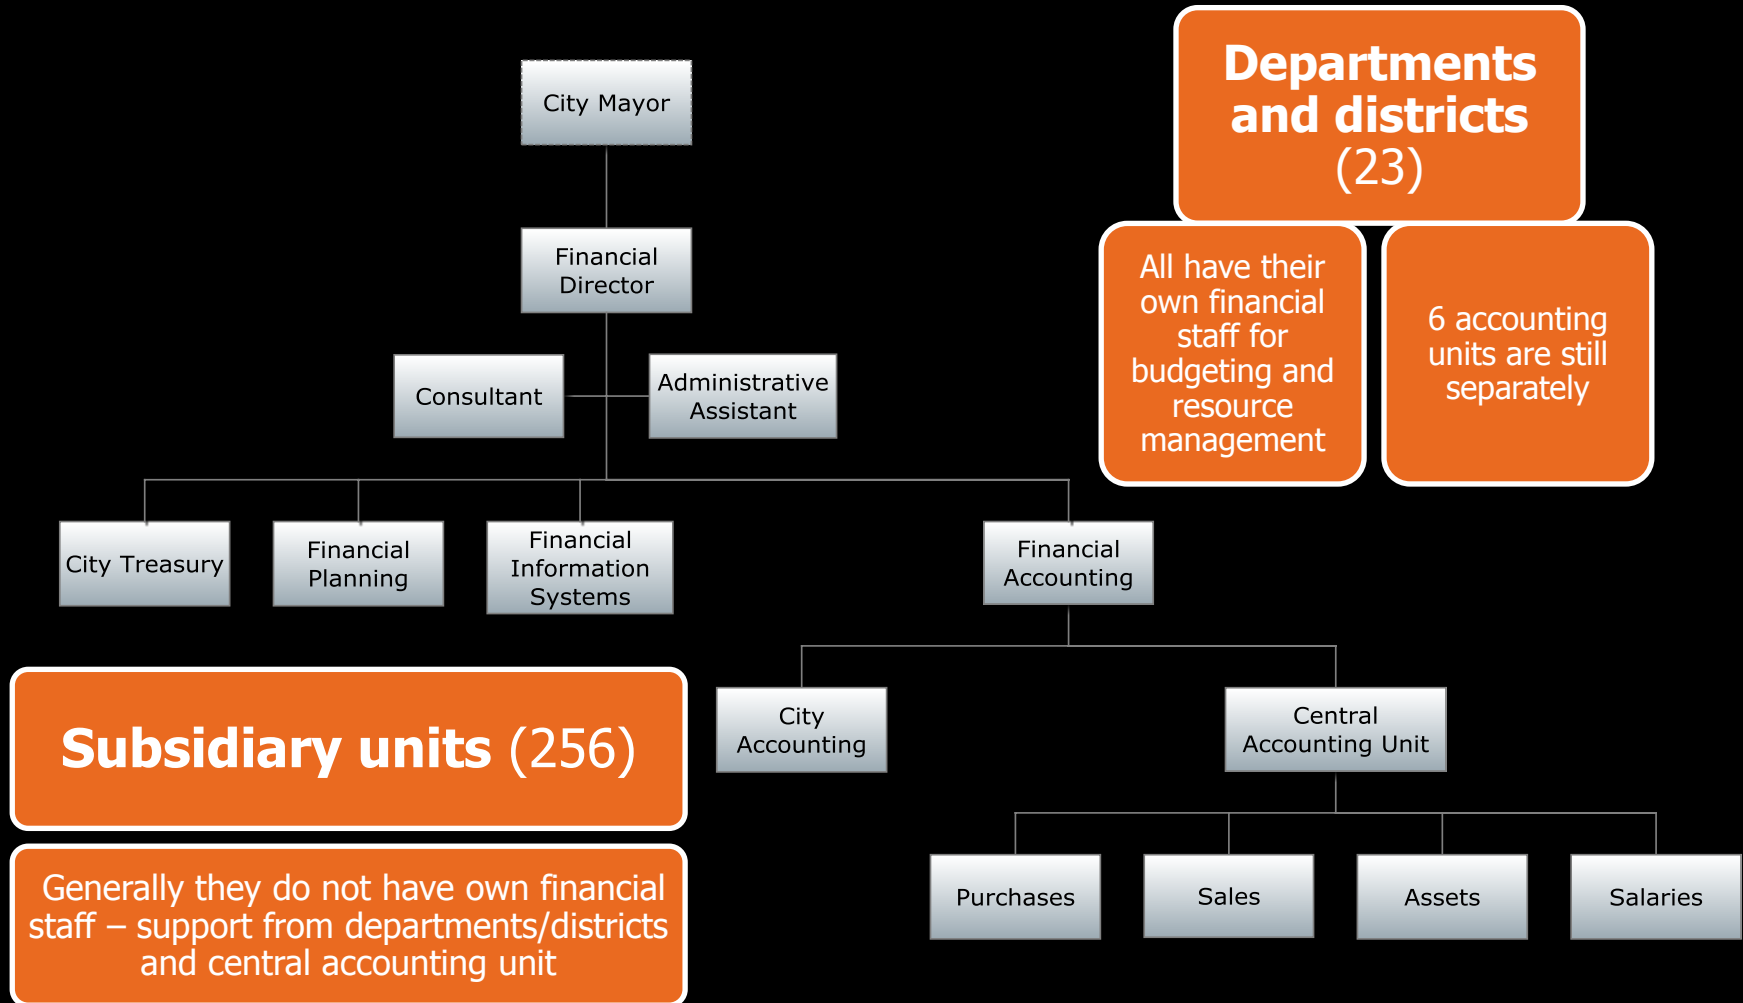 City Mayor
Financial
Director
Consultant
Administrative
Assistant
City Treasury
Financial
Planning
Financial
Information
Systems
Financial
Accounting
City
Accounting
Central
Accounting Unit
Purchases
Sales
Assets
Salaries
Departments
and districts
(23)
All have their
own financial
staff for
budgeting and
resource
management
6 accounting
units are still
separately
Subsidiary units (256)
Generally they do not have own financial
staff – support from departments/districts
and central accounting unit